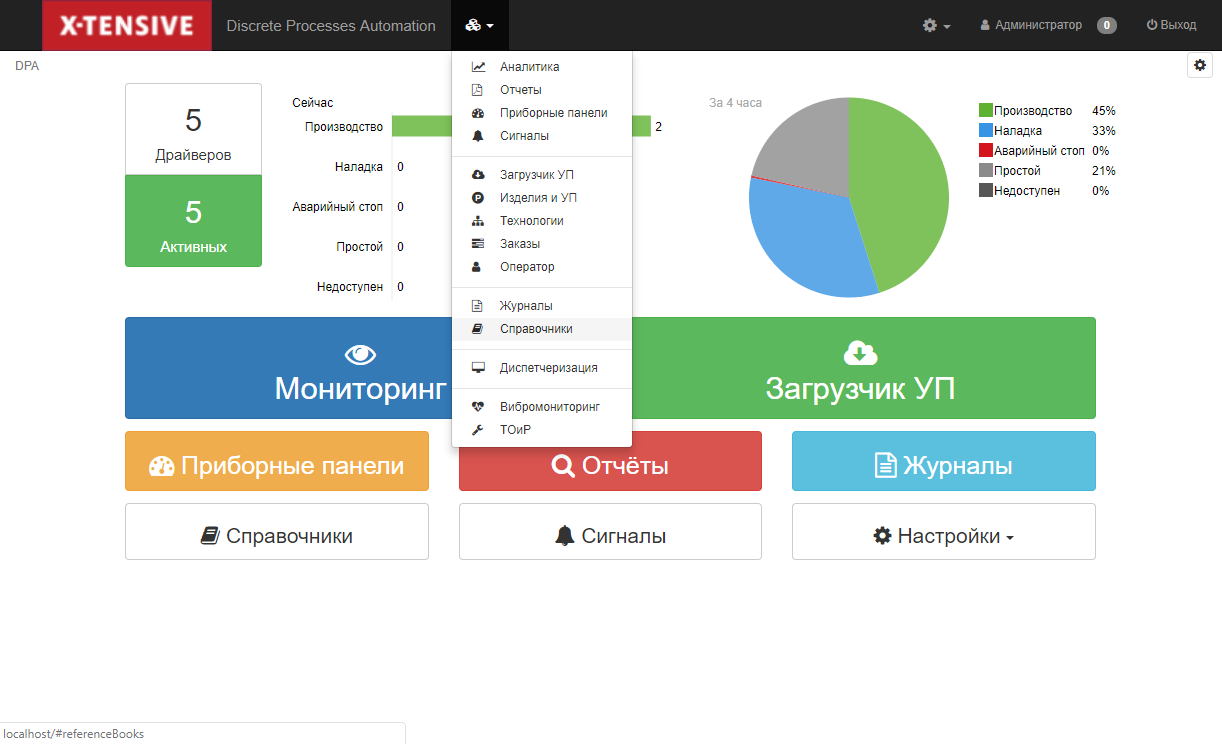 X-TENSIVE
Discrete Processes Automation
Администратор
0
Выход
DPA
Аналитика
Отчеты
Приборные панели
Сигналы
Загрузчик УП
Изделия и УП
Технологии
Заказы
Оператор
Журналы
Справочники
Диспетчеризация
Вибромониторинг
ТОиР
5
Драйверов
5
Активных
Сейчас
Производство 2
Наладка 0
Аварийный стоп 0
Простой 0
Недоступен 0
За 4 часа
Производство 45%
Наладка 33%
Аварийный стоп 0%
Простой 21%
Недоступен 0%
Мониторинг
Загрузчик УП
Приборные панели
Отчёты
Журналы
Справочники
Сигналы
Настройки
localhost/#referenceBooks